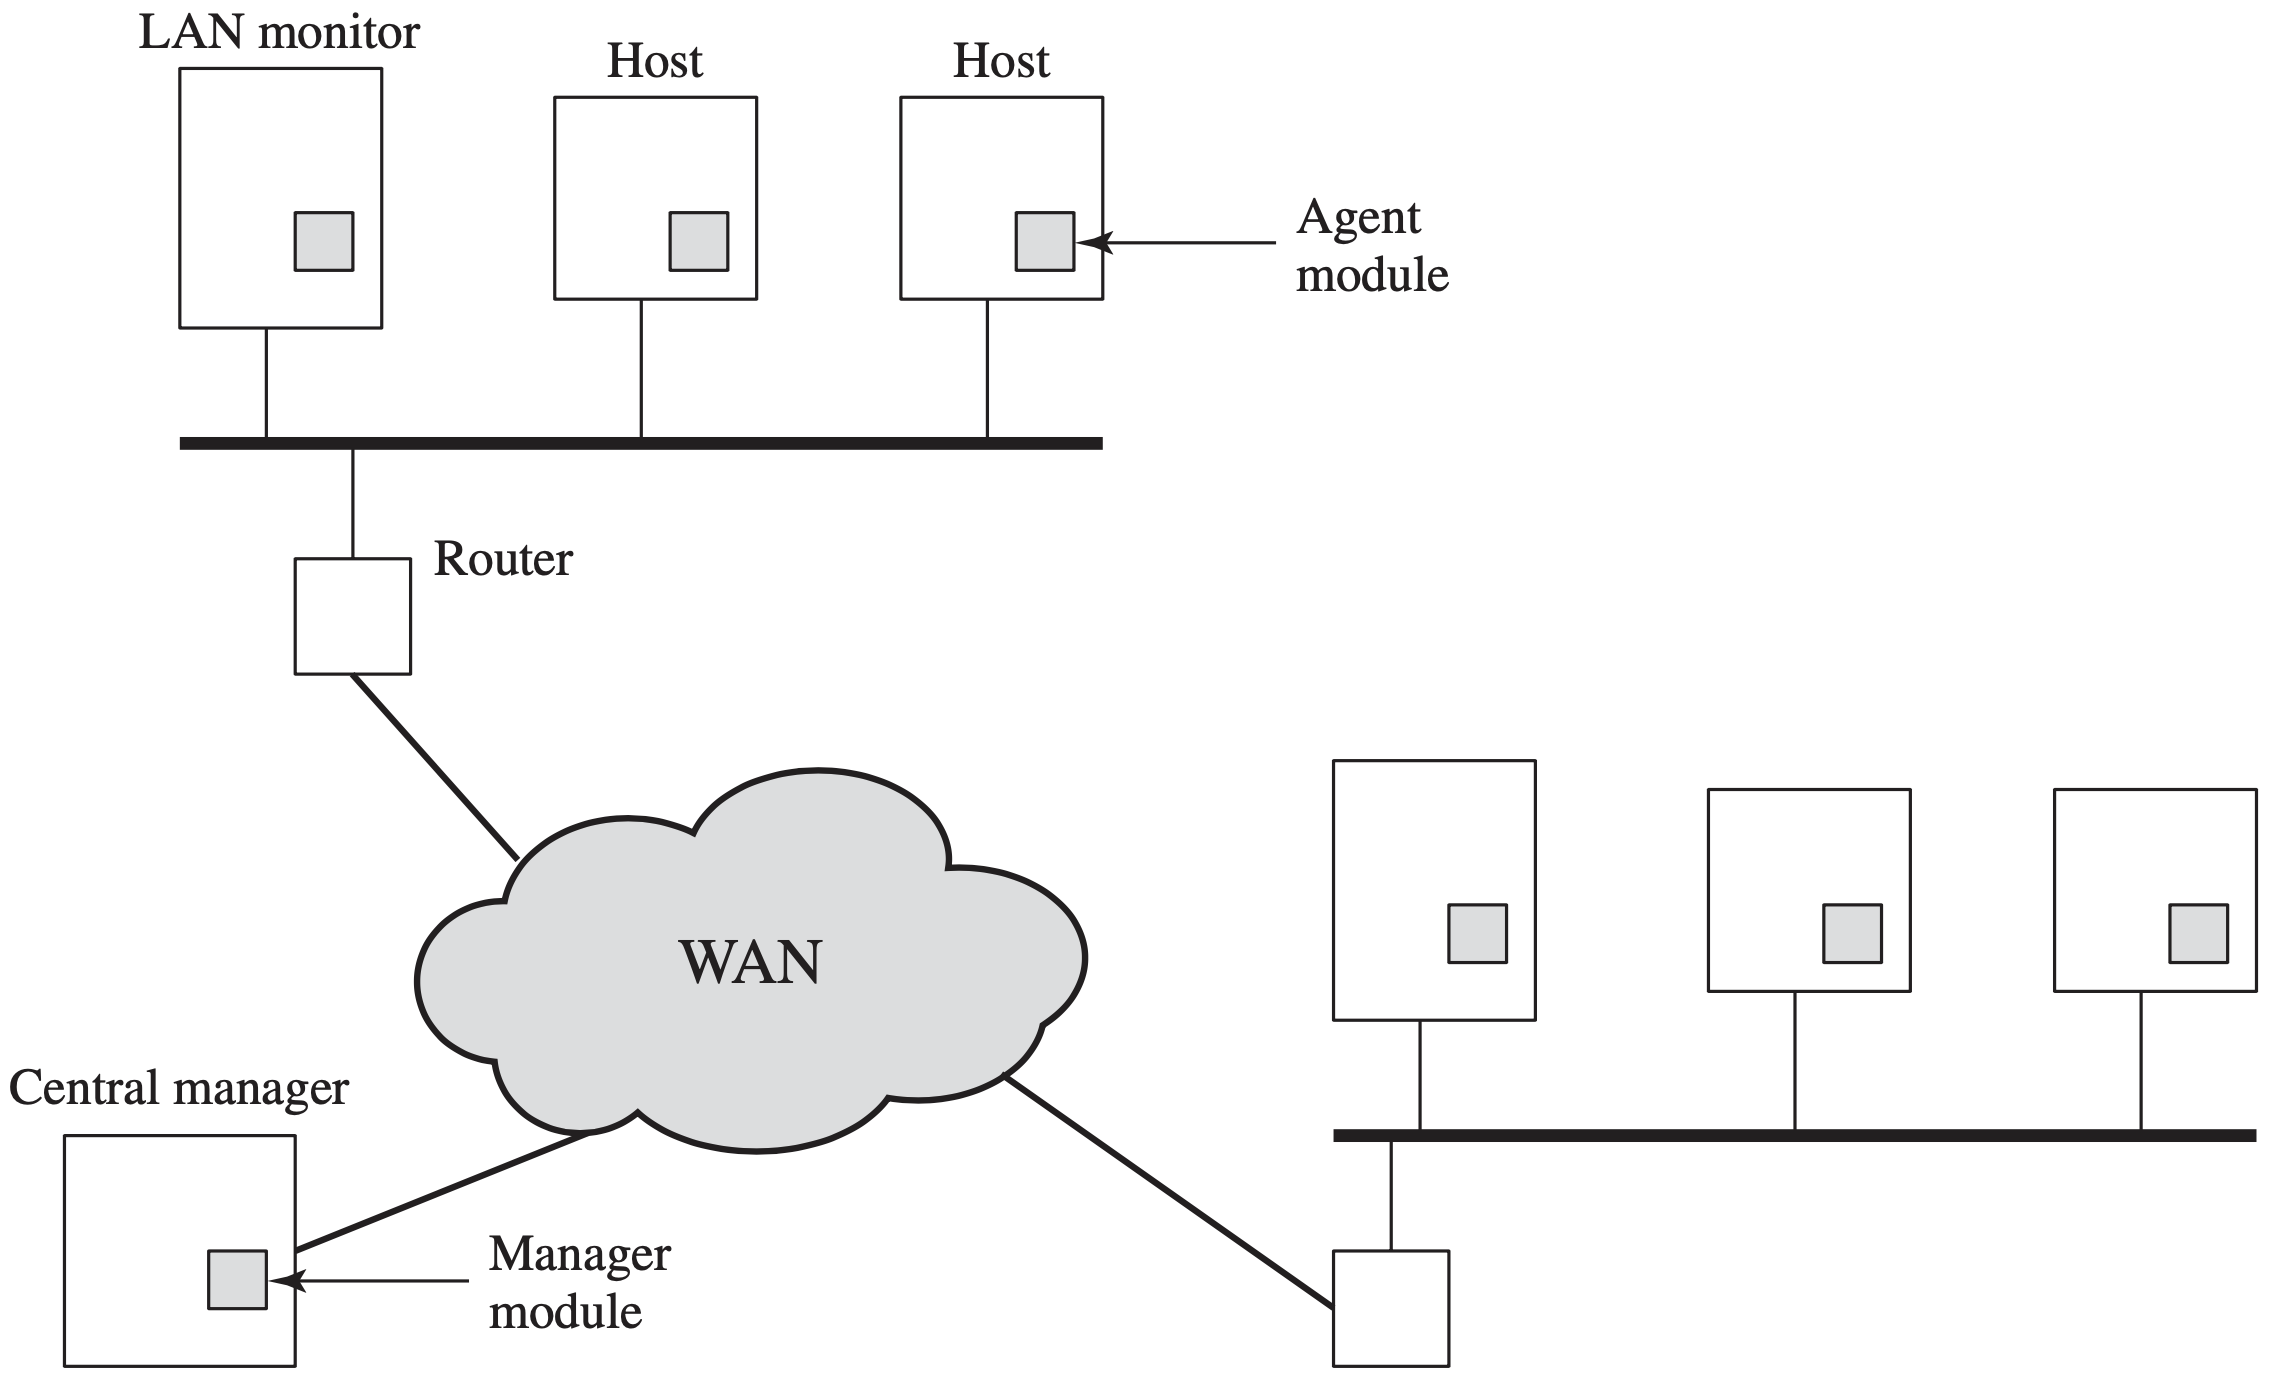 LAN monitor
Host
Host
Agent
module
Router
WAN
Central manager
Manager
module